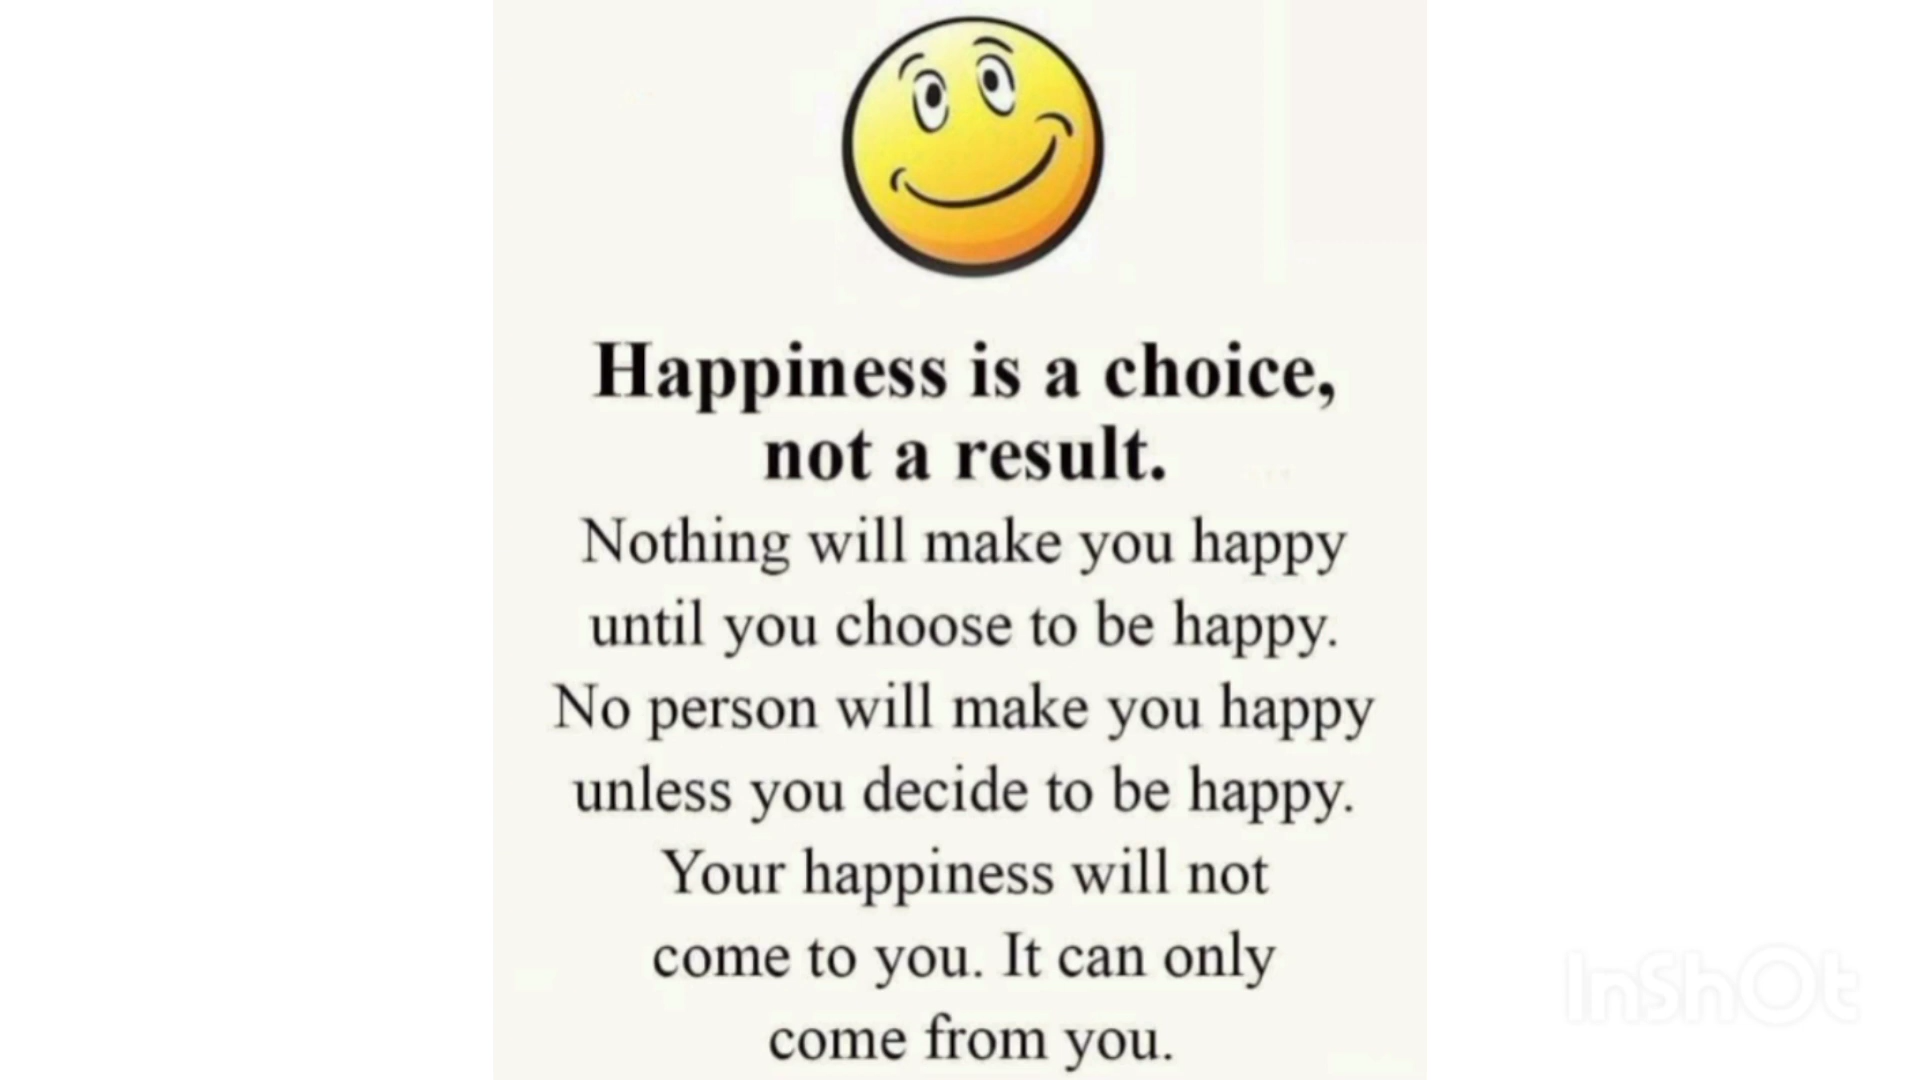 Happiness is a choice,
not a result.
Nothing will make you happy
until you choose to be happy.
No person will make you happy
unless you decide to be happy.
Your happiness will not
come to you. It can only
come from you.
InShOt